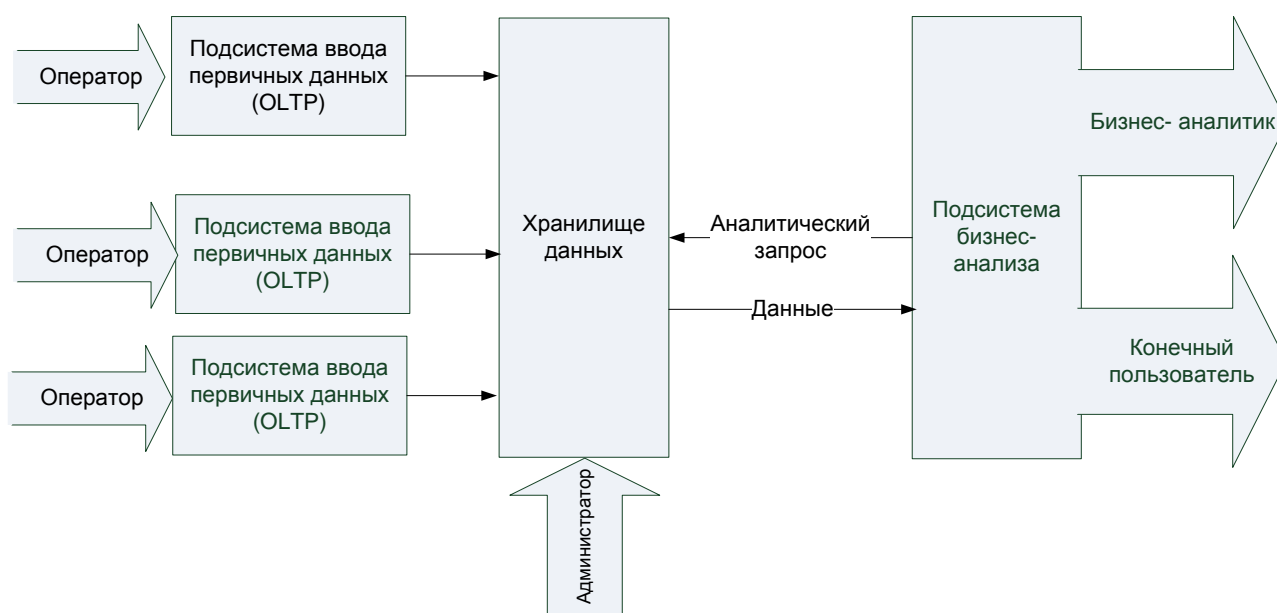 Оператор
Подсистема ввода
первичных данных
(OLTP)
Оператор
Подсистема ввода
первичных данных
(OLTP)
Оператор
Подсистема ввода
первичных данных
(OLTP)
Хранилище
данных
Администратор
Аналитический
запрос
Данные
Подсистема
бизнес-
анализа
Бизнес- аналитик
Конечный
пользователь